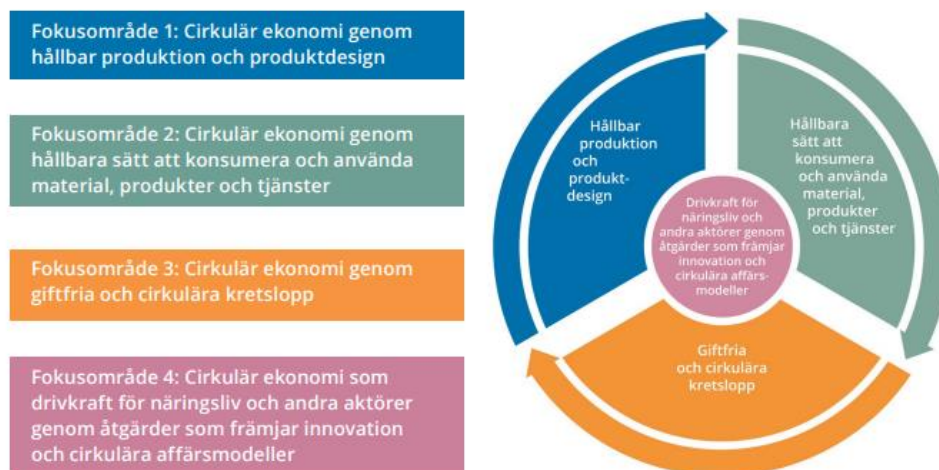 Fokusområde 1: Cirkulär ekonomi genom
hållbar produktion och produktdesign
Fokusområde 2: Cirkulär ekonomi genom
hållbara sätt att konsumera och använda
material, produkter och tjänster
Fokusområde 3: Cirkulär ekonomi genom
giftfria och cirkulära kretslopp
Fokusområde 4: Cirkulär ekonomi som
drivkraft för näringsliv och andra aktörer
genom åtgärder som främjar innovation
och cirkulära affärsmodeller
Hållbar
produktion
och
produkt-
design
Hållbara
sätt att
konsumera
och använda
material,
produkter
och tjänster
Drivkraft för
näringsliv och
andra aktörer genom
åtgärder som främjar
innovation och
cirkulära affärs-
modeller
Giftfria
och cirkulära
kretslopp